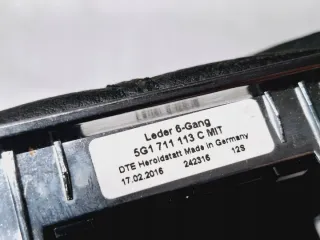 Leder 6-Gang
5G1 711 113 C MIT
DTE Heroldstatt Made in Germany
17.02.2016 242316 12S